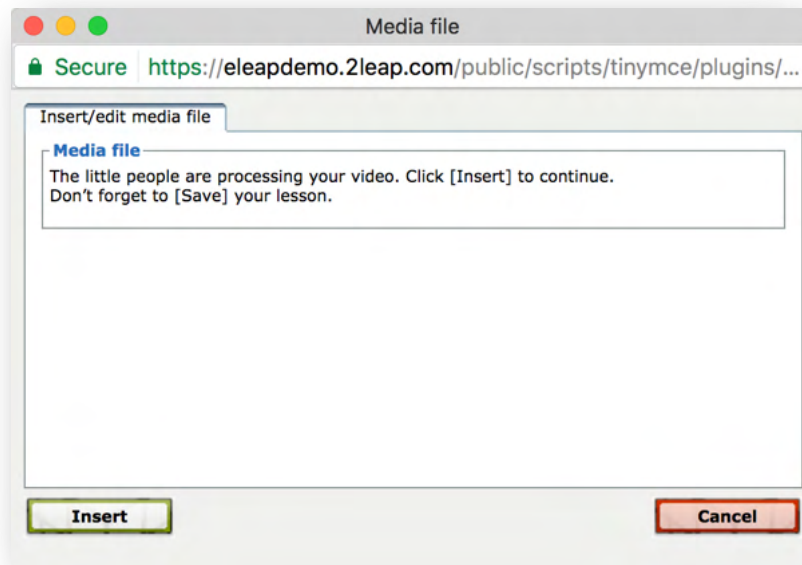 Media file
Secure https://eleapdemo.2leap.com/public/scripts/tinymce/plugins/...
Insert/edit media file
Media file
The little people are processing your video. Click [Insert] to continue.
Don't forget to [Save] your lesson.
Insert Cancel